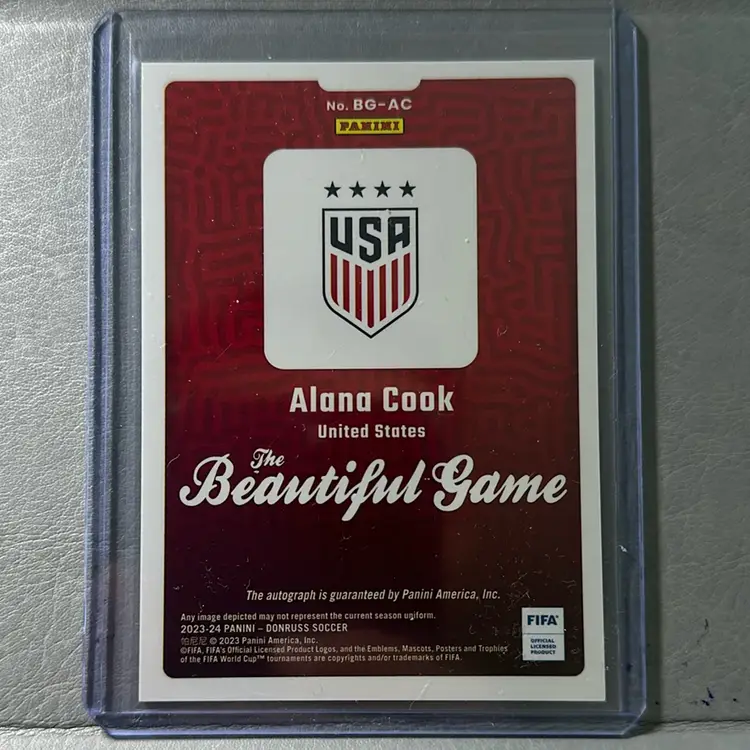 No. BG-AC
PANINI
USA
Alana Cook
United States
The
Beautiful Game
The autograph is guaranteed by Panini America, Inc.
Any image depicted may not represent the current season uniform.
2023-24 PANINI – DONRUSS SOCCER
帕尼尼 © 2023 Panini America, Inc.
©FIFA, FIFA's Official Licensed Product Logos, and the Emblems, Mascots, Posters and Trophies
of the FIFA World Cup™ tournaments are copyrights and/or trademarks of FIFA.
FIFA®
OFFICIAL
LICENSED
PRODUCT